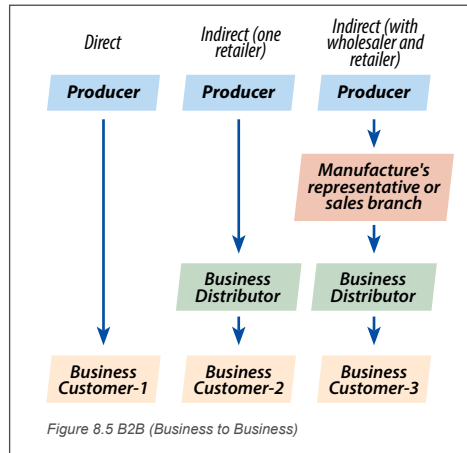 Direct
Indirect (one
retailer)
Indirect (with
wholesaler and
retailer)
Producer
Producer
Producer
Manufacture's
representative or
sales branch
Business
Distributor
Business
Distributor
Business
Customer-1
Business
Customer-2
Business
Customer-3
Figure 8.5 B2B (Business to Business)